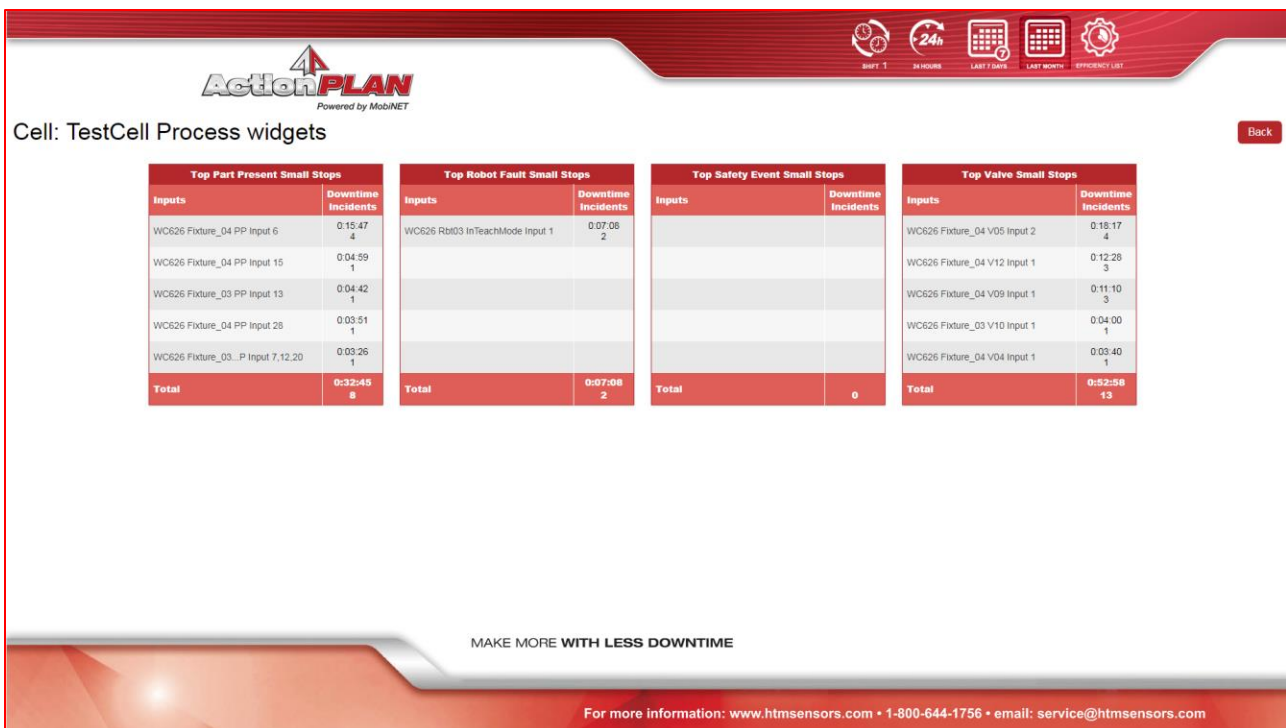 SHIFT 1
24h
24 HOURS
7
LAST 7 DAYS
LAST MONTH
EFFICIENCY LIST
ActionPLAN
Powered by MobiNET
Cell: TestCell Process widgets
Back
Top Part Present Small Stops
Inputs Downtime
Incidents
WC626 Fixture_04 PP Input 6 0:15:47
4
WC626 Fixture_04 PP Input 15 0:04:59
1
WC626 Fixture_03 PP Input 13 0:04:42
1
WC626 Fixture_04 PP Input 28 0:03:51
1
WC626 Fixture_03...P Input 7,12,20 0:03:26
1
Total 0:32:45
8
Top Robot Fault Small Stops
Inputs Downtime
Incidents
WC626 Rbt03 InTeachMode Input 1 0:07:08
2
Total 0:07:08
2
Top Safety Event Small Stops
Inputs Downtime
Incidents
Total 0
Top Valve Small Stops
Inputs Downtime
Incidents
WC626 Fixture_04 V05 Input 2 0:18:17
4
WC626 Fixture_04 V12 Input 1 0:12:28
3
WC626 Fixture_04 V09 Input 1 0:11:10
3
WC626 Fixture_03 V10 Input 1 0:04:00
1
WC626 Fixture_04 V04 Input 1 0:03:40
1
Total 0:52:58
13
MAKE MORE WITH LESS DOWNTIME
For more information: www.htmsensors.com • 1-800-644-1756 • email: service@htmsensors.com